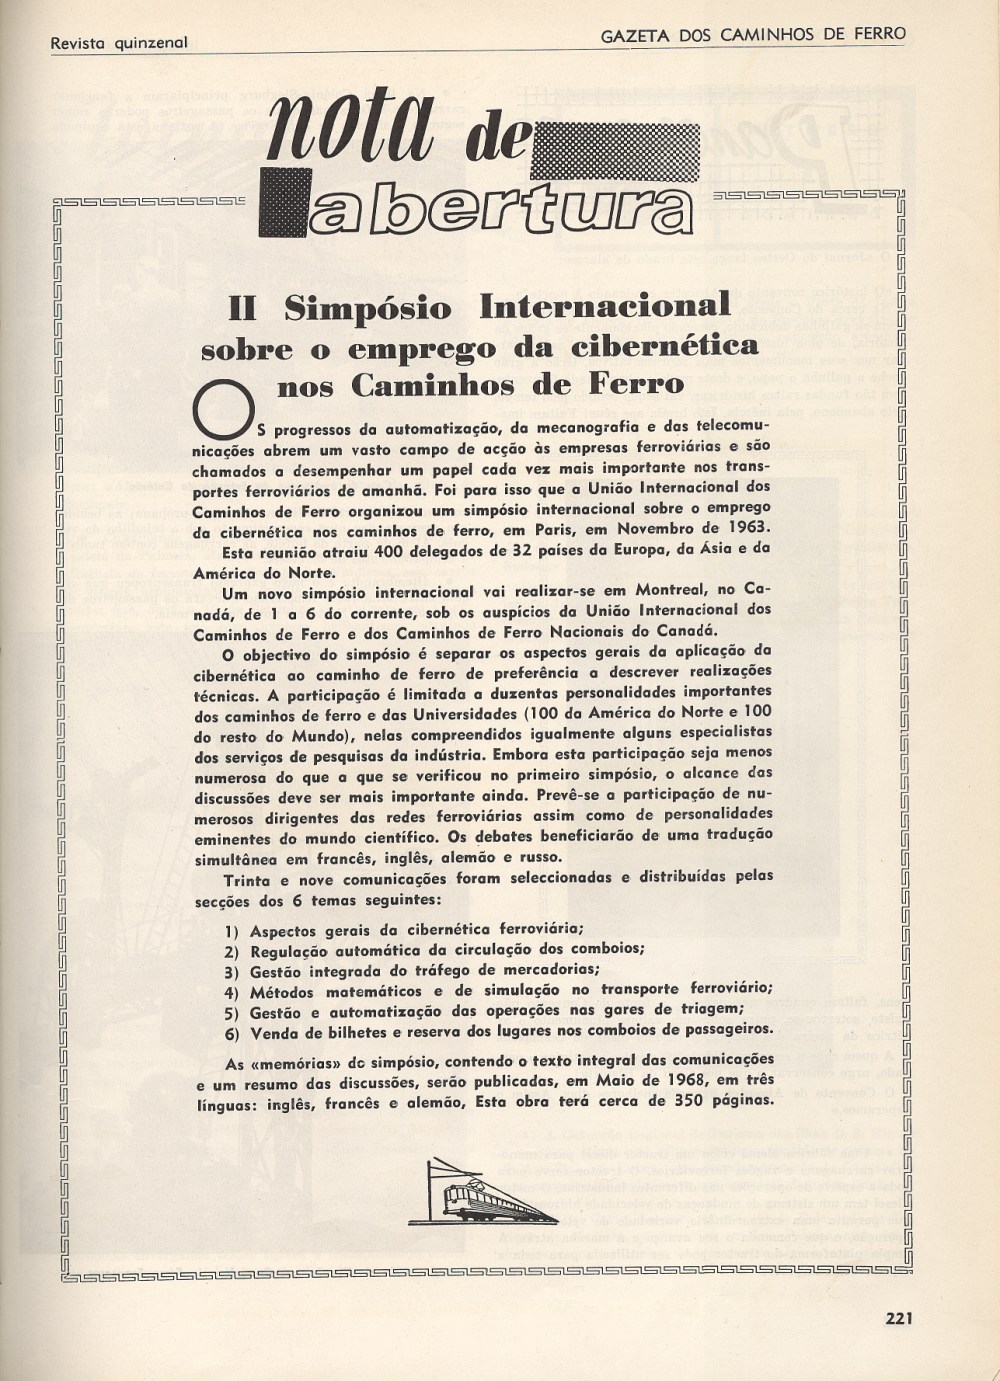 Revista quinzenal
GAZETA DOS CAMINHOS DE FERRO
nota de
abertura
II Simpósio Internacional
sobre o emprego da cibernética
nos Caminhos de Ferro
OS progressos da automatização, da mecanografia e das telecomu-
nicações abrem um vasto campo de acção às empresas ferroviárias e são
chamados a desempenhar um papel cada vez mais importante nos trans-
portes ferroviários de amanhã. Foi para isso que a União Internacional dos
Caminhos de Ferro organizou um simpósio internacional sobre o emprego
da cibernética nos caminhos de ferro, em Paris, em Novembro de 1963.
Esta reunião atraiu 400 delegados de 32 países da Europa, da Ásia e da
América do Norte.
Um novo simpósio internacional vai realizar-se em Montreal, no Ca-
nadá, de 1 a 6 do corrente, sob os auspícios da União Internacional dos
Caminhos de Ferro e dos Caminhos de Ferro Nacionais do Canadá.
O objectivo do simpósio é separar os aspectos gerais da aplicação da
cibernética ao caminho de ferro de preferência a descrever realizações
técnicas. A participação é limitada a duzentas personalidades importantes
dos caminhos de ferro e das Universidades (100 da América do Norte e 100
do resto do Mundo), nelas compreendidos igualmente alguns especialistas
dos serviços de pesquisas da indústria. Embora esta participação seja menos
numerosa do que a que se verificou no primeiro simpósio, o alcance das
discussões deve ser mais importante ainda. Prevê-se a participação de nu-
merosos dirigentes das redes ferroviárias assim como de personalidades
eminentes do mundo científico. Os debates beneficiarão de uma tradução
simultânea em francês, inglês, alemão e russo.
Trinta e nove comunicações foram seleccionadas e distribuídas pelas
secções dos 6 temas seguintes:
1) Aspectos gerais da cibernética ferroviária;
2) Regulação automática da circulação dos comboios;
3) Gestão integrada do tráfego de mercadorias;
4) Métodos matemáticos e de simulação no transporte ferroviário;
5) Gestão e automatização das operações nas gares de triagem;
6) Venda de bilhetes e reserva dos lugares nos comboios de passageiros.
As «memórias» do simpósio, contendo o texto integral das comunicações
e um resumo das discussões, serão publicadas, em Maio de 1968, em três
línguas: inglês, francês e alemão, Esta obra terá cerca de 350 páginas.
221